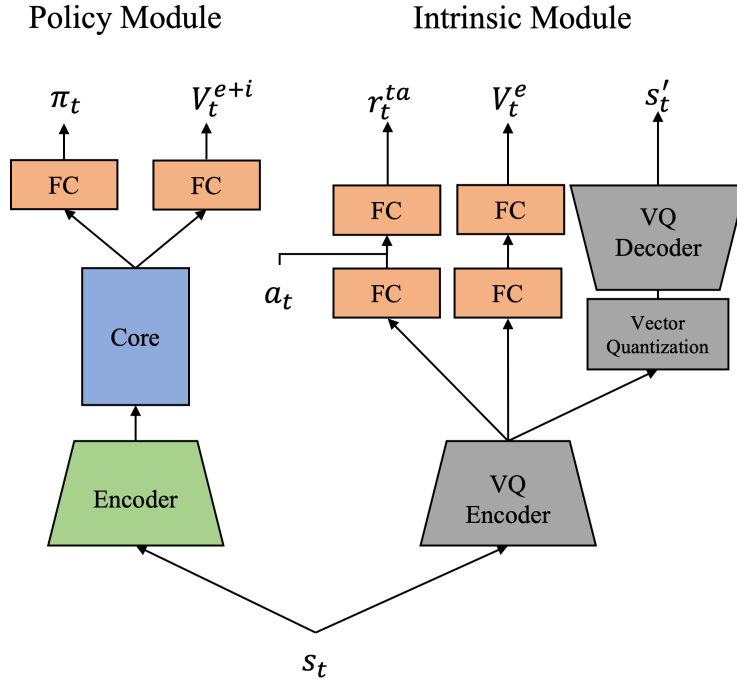 Policy Module
Intrinsic Module
π_t
V_t^{e+i}
r_t^{ta}
V_t^e
s_t'
FC
FC
FC
FC
VQ
Decoder
Core
a_t
FC
FC
Vector
Quantization
Encoder
VQ
Encoder
s_t